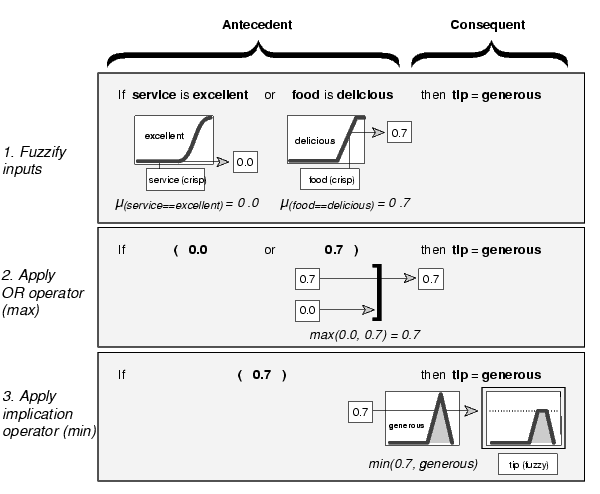 Antecedent Consequent
If service is excellent or food is delicious then tip = generous
1. Fuzzify
inputs
excellent
delicious
0.7
0.0
service (crisp)
food (crisp)
μ(service==excellent) = 0 .0 μ(food==delicious) = 0 .7
If ( 0.0 or 0.7 ) then tip = generous
2. Apply
OR operator
(max)
0.7
0.7
0.0
max(0.0, 0.7) = 0.7
If ( 0.7 ) then tip = generous
3. Apply
implication
operator (min)
0.7
generous
min(0.7, generous)
tip (fuzzy)